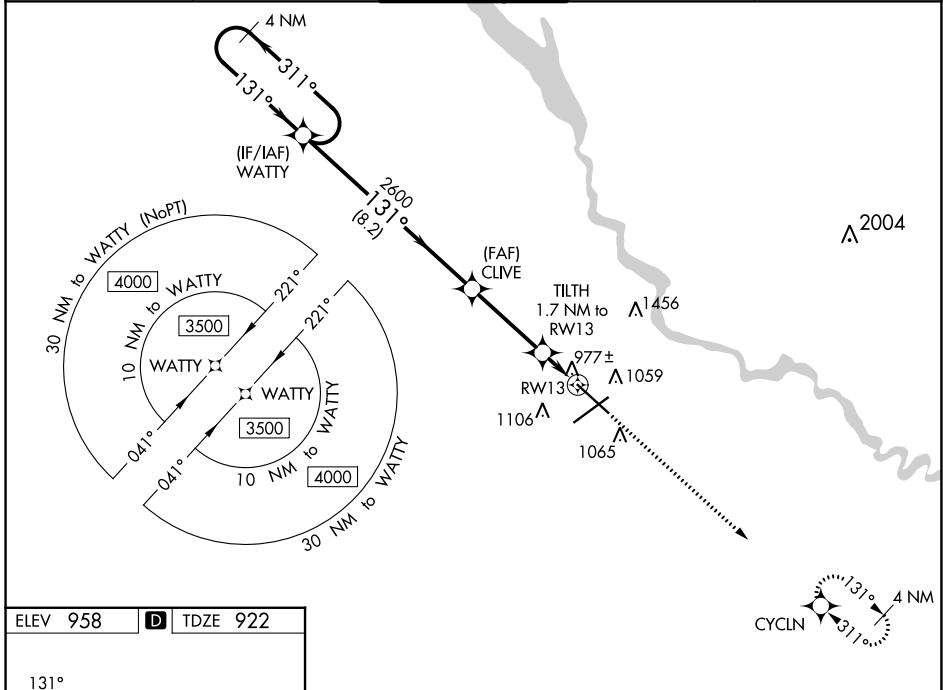 4 NM
311°
131°
(IF/IAF)
WATTY
2600
131°
(8.2)
(FAF)
CLIVE
TILTH
1.7 NM to
RW13
2004
1456
977±
RW13
1059
1106
1065
30 NM to WATTY (NoPT)
4000
10 NM to WATTY
3500
221°
WATTY
041°
221°
WATTY
3500
10 NM to WATTY
4000
30 NM to WATTY
041°
131°
4 NM
CYCLN
311°
ELEV 958 D TDZE 922
131°